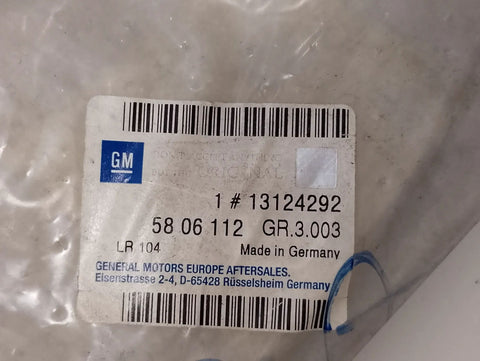 GM
ORIGINAL
1 # 13124292
58 06 112 GR.3.003
LR 104 Made in Germany
GENERAL MOTORS EUROPE AFTERSALES.
Eisenstrasse 2-4, D-65428 Rüsselsheim Germany